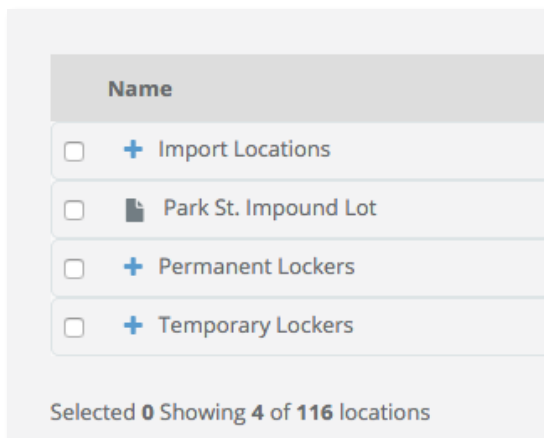 Name
Import Locations
Park St. Impound Lot
Permanent Lockers
Temporary Lockers
Selected 0 Showing 4 of 116 locations